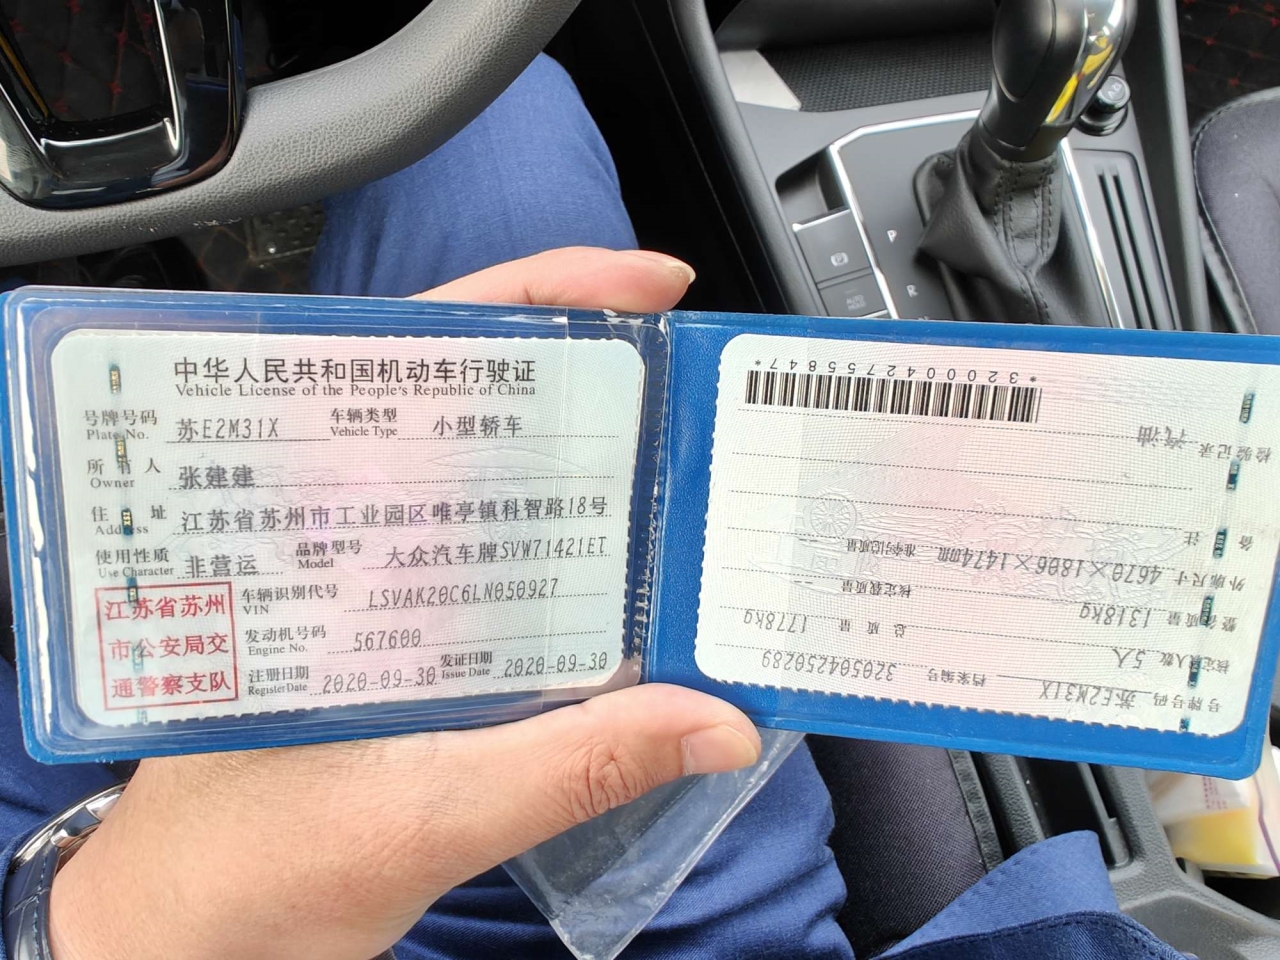 中华人民共和国机动车行驶证
Vehicle License of the People's Republic of China
号牌号码 苏E2M31X 车辆类型 小型轿车
Plate No. Vehicle Type
所有人 张建建
Owner
住址 江苏省苏州市工业园区唯亭镇科智路18号
Address
使用性质 非营运 品牌型号 大众汽车牌SVW71421ET
Use Character Model
江苏省苏州
市公安局交
通警察支队
车辆识别代号 LSVAK20C6LN050927
VIN
发动机号码 567600
Engine No.
注册日期 2020-09-30 发证日期 2020-09-30
Register Date Issue Date
号牌号码 苏E2M31X 档案编号 320504250289
核定载人数 5人 总质量 1778kg
整备质量 1318kg 核定载质量 --
外廓尺寸 4670×1806×1474mm 准牵引总质量 --
备注
检验记录 汽油
*3200042755847*
P
R
AUTO HOLD